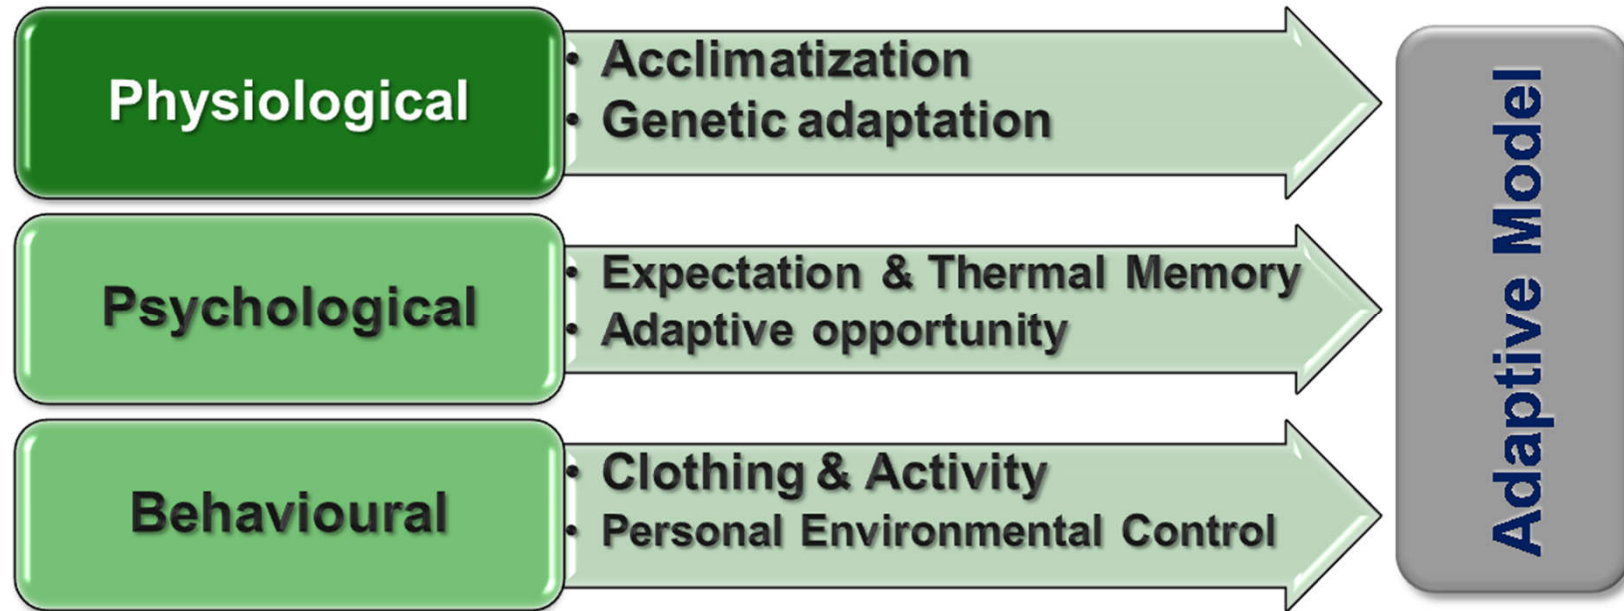 Physiological
• Acclimatization
• Genetic adaptation
Psychological
• Expectation & Thermal Memory
• Adaptive opportunity
Behavioural
• Clothing & Activity
• Personal Environmental Control
Adaptive Model